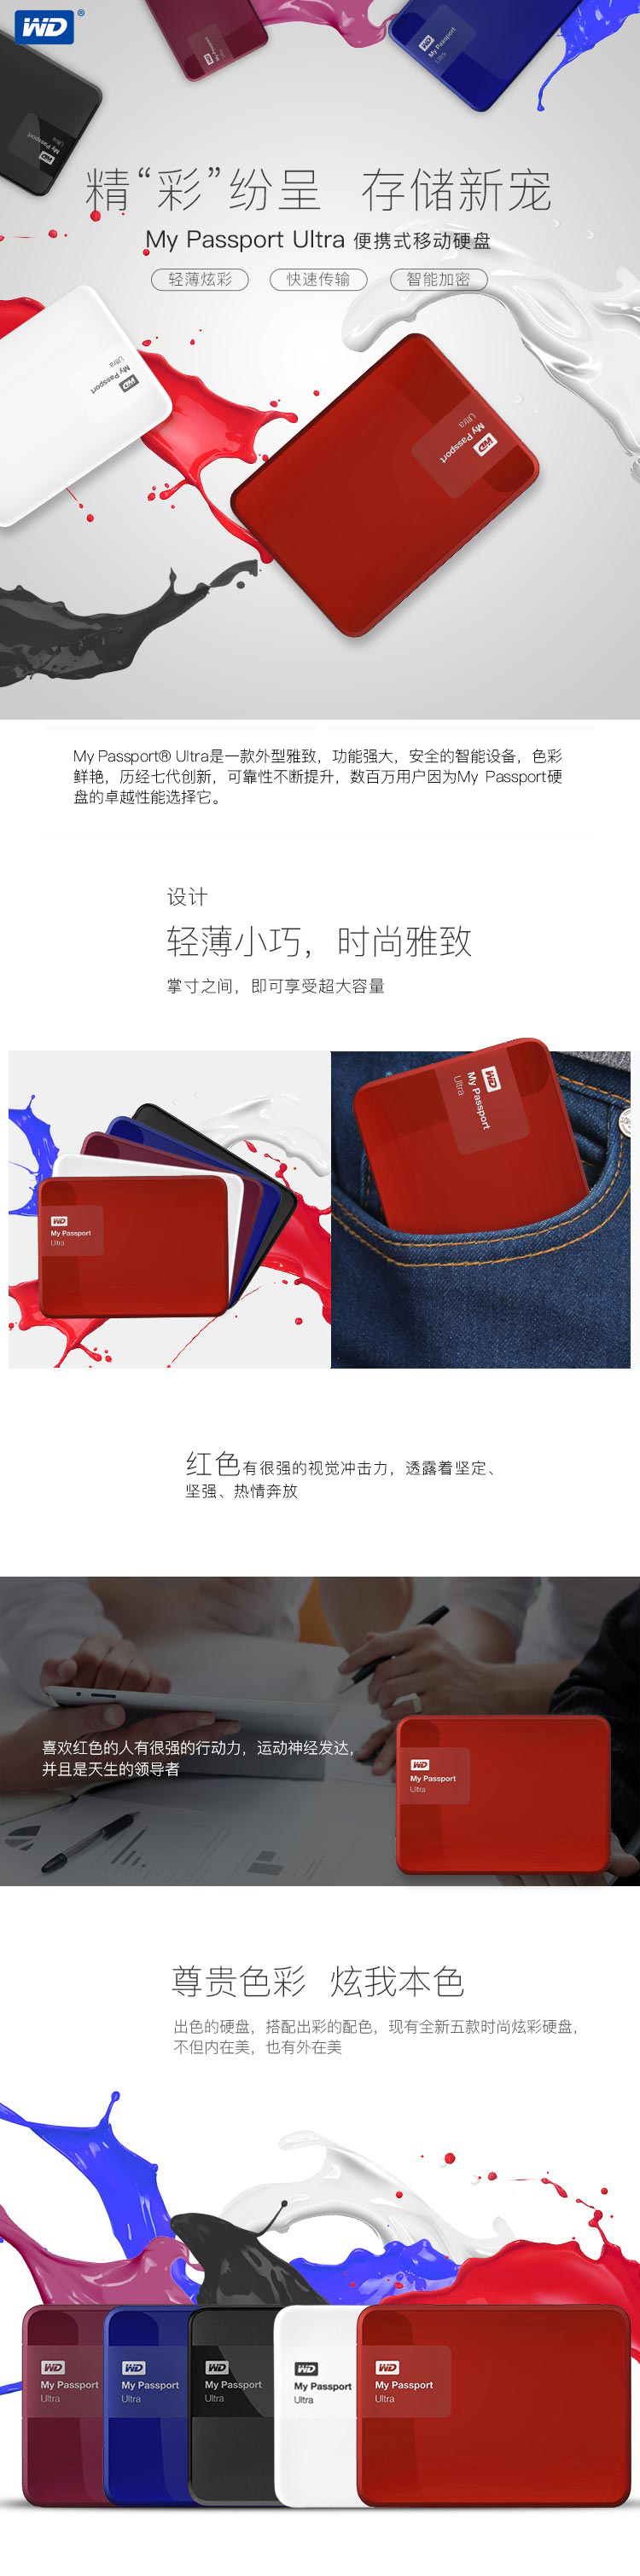 WD®
My Passport
Ultra
WD
My Passport
Ultra
WD
My Passport
Ultra
WD
精“彩”纷呈 存储新宠
My Passport Ultra 便携式移动硬盘
轻薄炫彩 快速传输 智能加密
WD
My Passport
Ultra
WD
My Passport
Ultra
My Passport® Ultra是一款外型雅致，功能强大，安全的智能设备，色彩
鲜艳，历经七代创新，可靠性不断提升，数百万用户因为My Passport硬
盘的卓越性能选择它。
设计
轻薄小巧，时尚雅致
掌寸之间，即可享受超大容量
WD
My Passport
Ultra
WD
My Passport
Ultra
红色有很强的视觉冲击力，透露着坚定、
坚强、热情奔放
喜欢红色的人有很强的行动力，运动神经发达，
并且是天生的领导者
WD
My Passport
Ultra
尊贵色彩 炫我本色
出色的硬盘，搭配出彩的配色，现有全新五款时尚炫彩硬盘，
不但内在美，也有外在美
WD
My Passport
Ultra
WD
My Passport
Ultra
WD
My Passport
Ultra
WD
My Passport
Ultra
WD
My Passport
Ultra